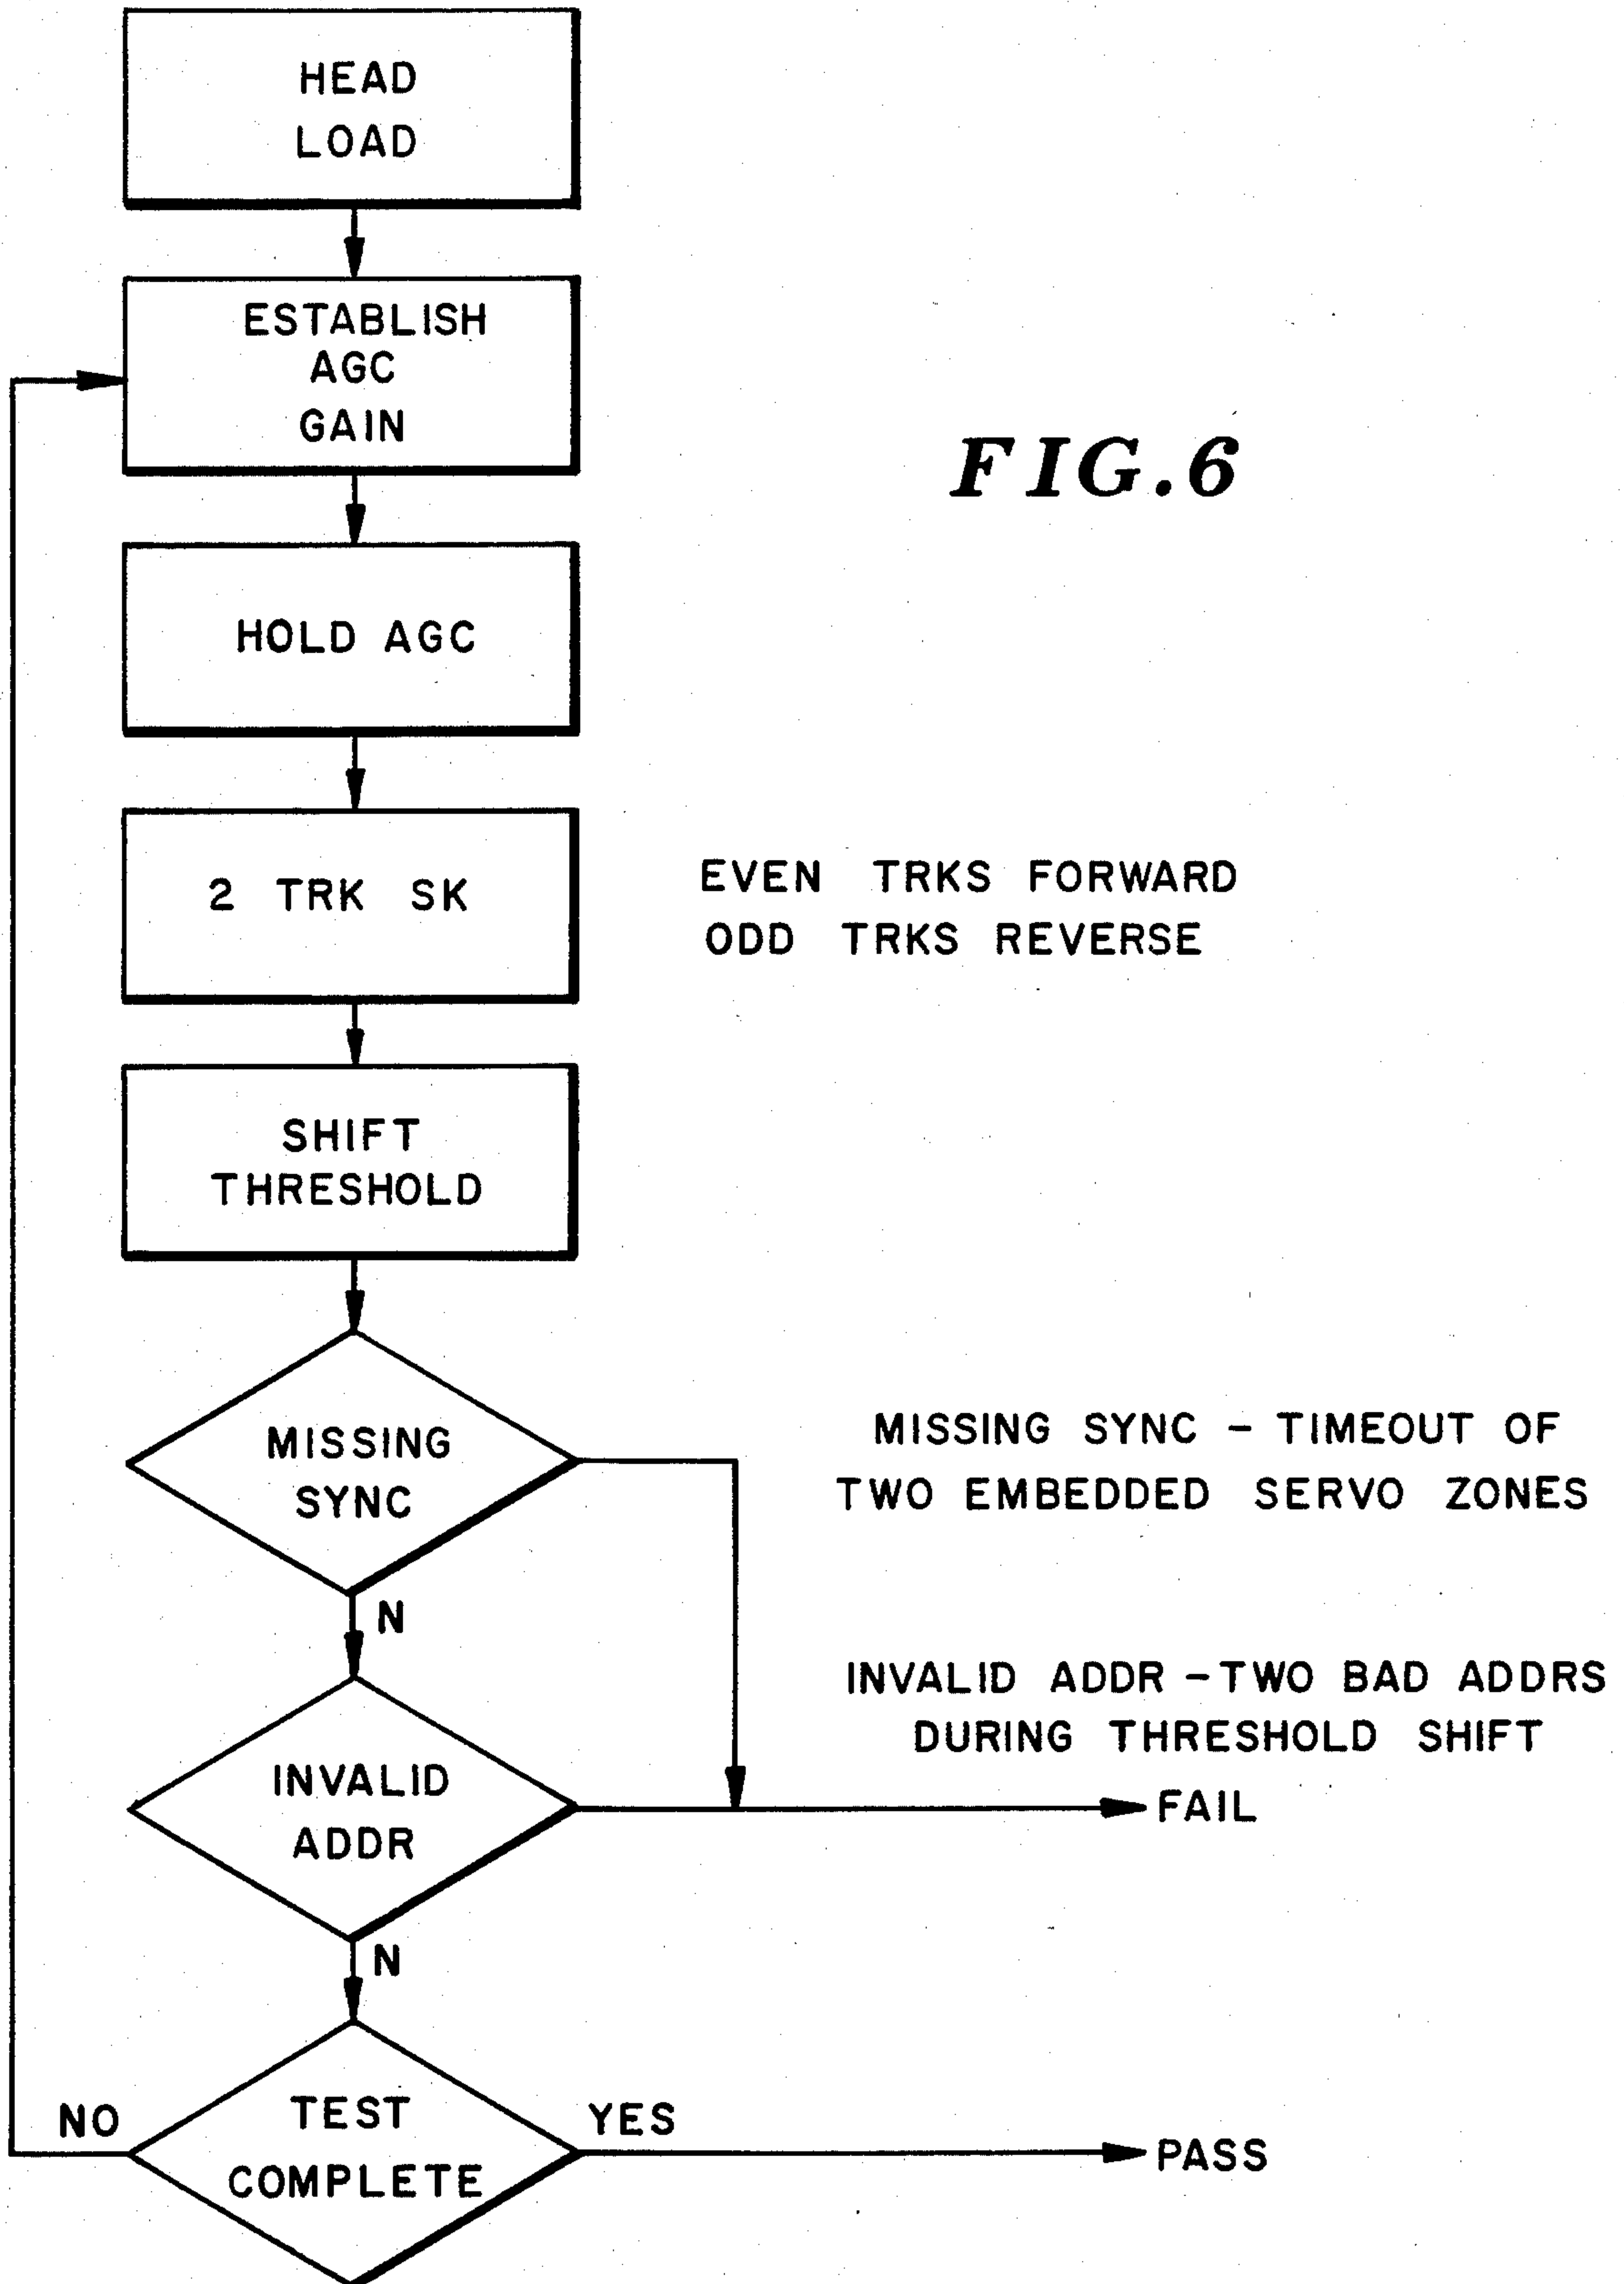 HEAD
LOAD
ESTABLISH
AGC
GAIN
FIG.6
HOLD AGC
2 TRK SK
EVEN TRKS FORWARD
ODD TRKS REVERSE
SHIFT
THRESHOLD
MISSING
SYNC
MISSING SYNC - TIMEOUT OF
TWO EMBEDDED SERVO ZONES
N
INVALID ADDR - TWO BAD ADDRS
DURING THRESHOLD SHIFT
INVALID
ADDR
FAIL
N
NO
TEST
COMPLETE
YES
PASS